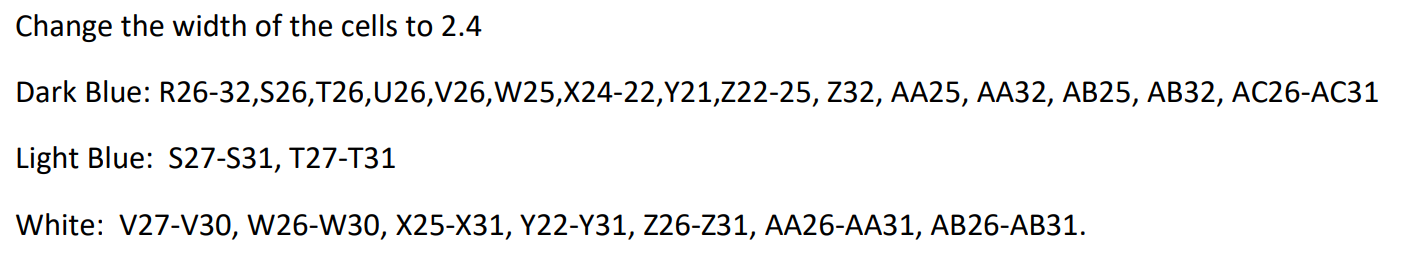 Change the width of the cells to 2.4
Dark Blue: R26-32,S26,T26,U26,V26,W25,X24-22,Y21,Z22-25, Z32, AA25, AA32, AB25, AB32, AC26-AC31
Light Blue:  S27-S31, T27-T31
White:  V27-V30, W26-W30, X25-X31, Y22-Y31, Z26-Z31, AA26-AA31, AB26-AB31.